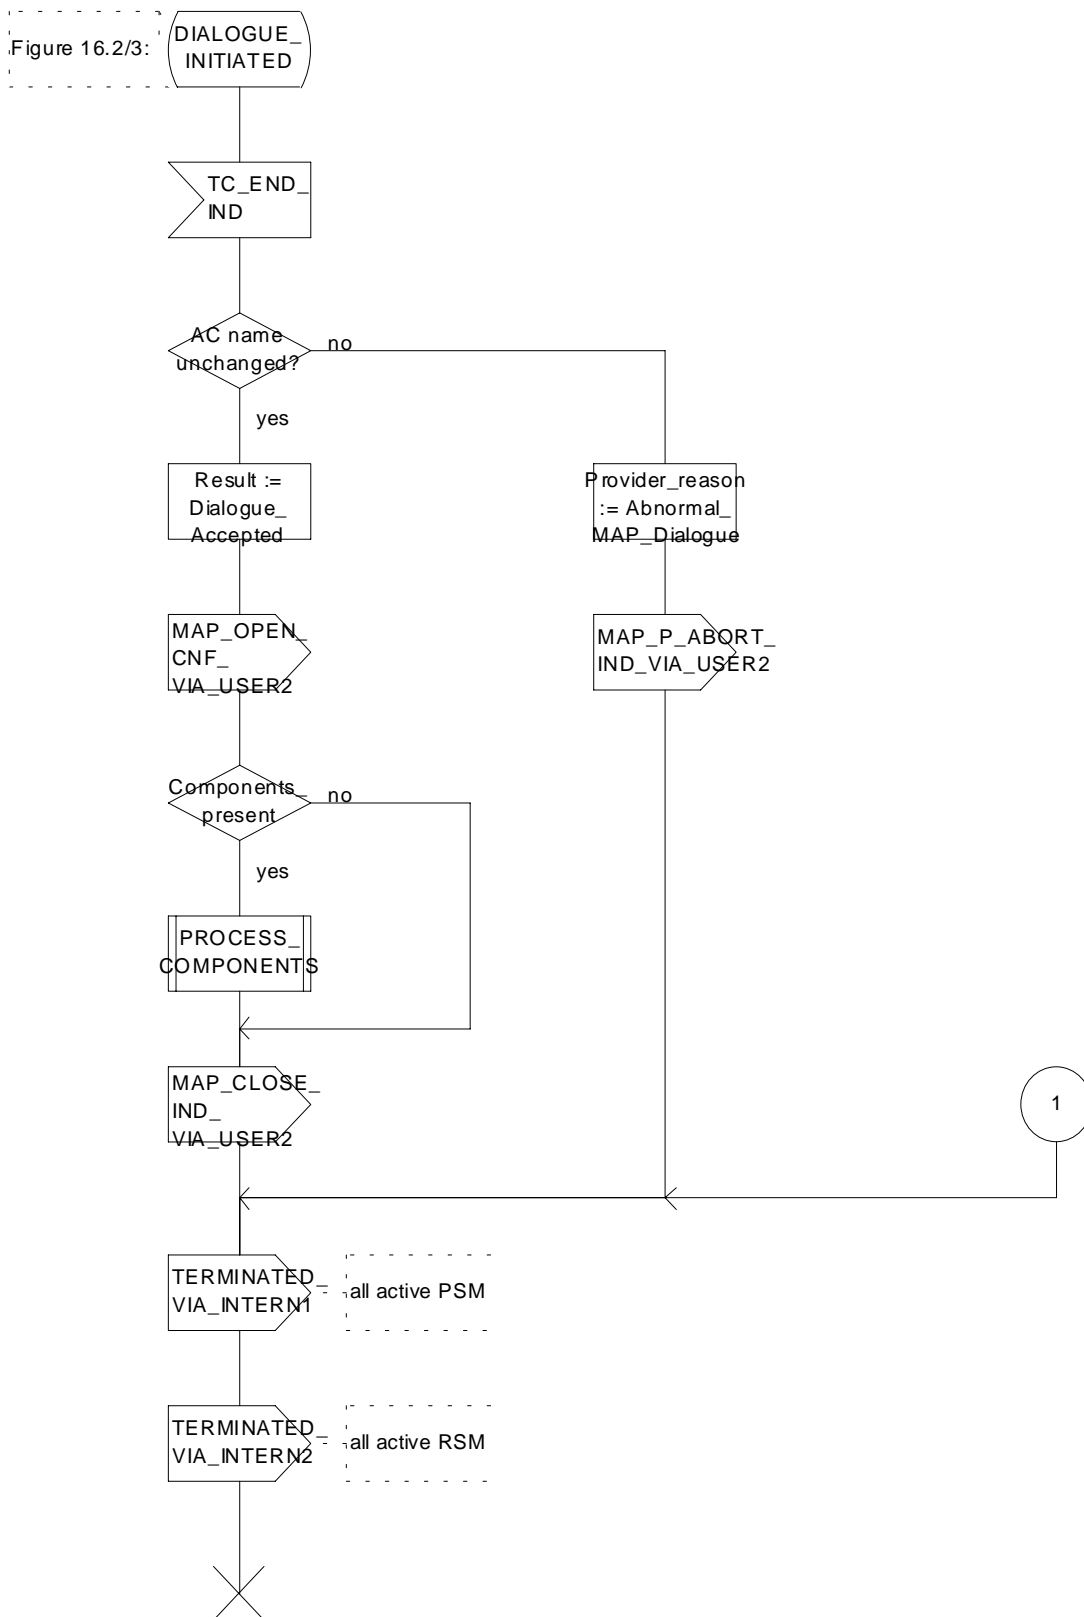 Figure 16.2/3:
DIALOGUE_
INITIATED
TC_END_
IND
AC name
unchanged?
no
yes
Result :=
Dialogue_
Accepted
Provider_reason
:= Abnormal_
MAP_Dialogue
MAP_OPEN_
CNF_
VIA_USER2
MAP_P_ABORT_
IND_VIA_USER2
Components_
present
no
yes
PROCESS_
COMPONENTS
MAP_CLOSE_
IND_
VIA_USER2
1
TERMINATED_
VIA_INTERN1
all active PSM
TERMINATED_
VIA_INTERN2
all active RSM